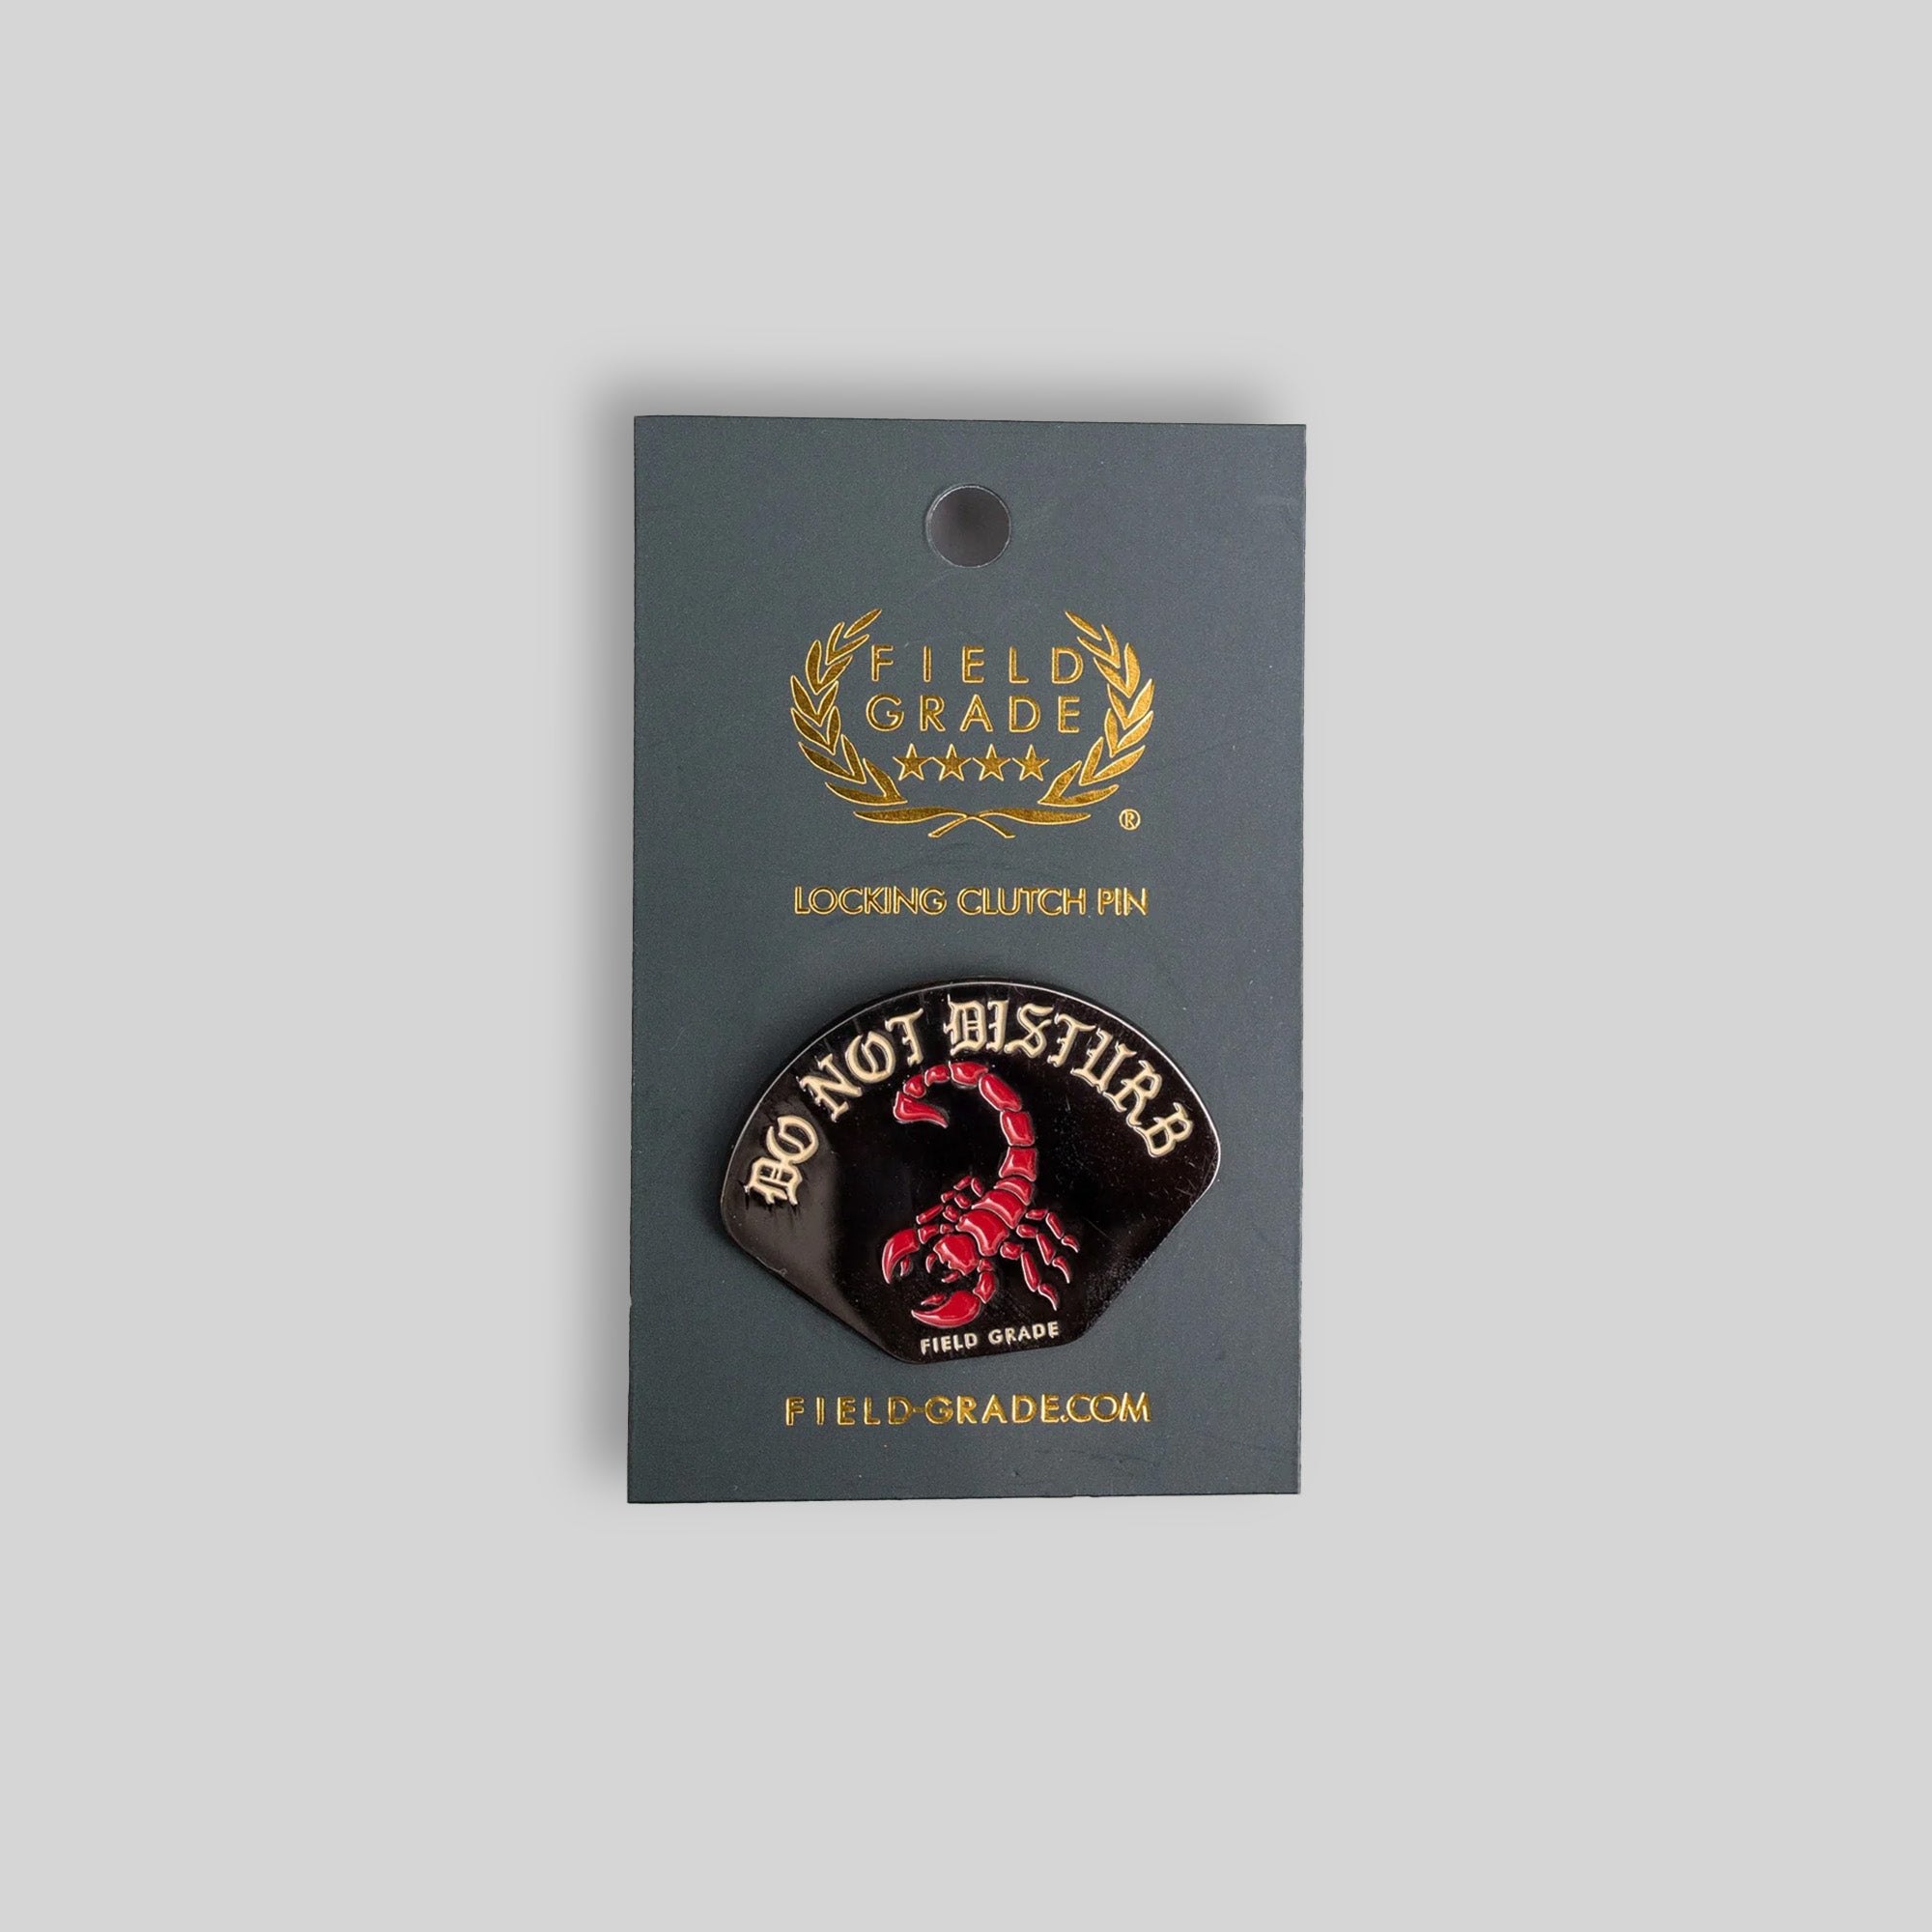 FIELD
GRADE
®
LOCKING CLUTCH PIN
DO NOT DISTURB
FIELD GRADE
FIELD-GRADE.COM